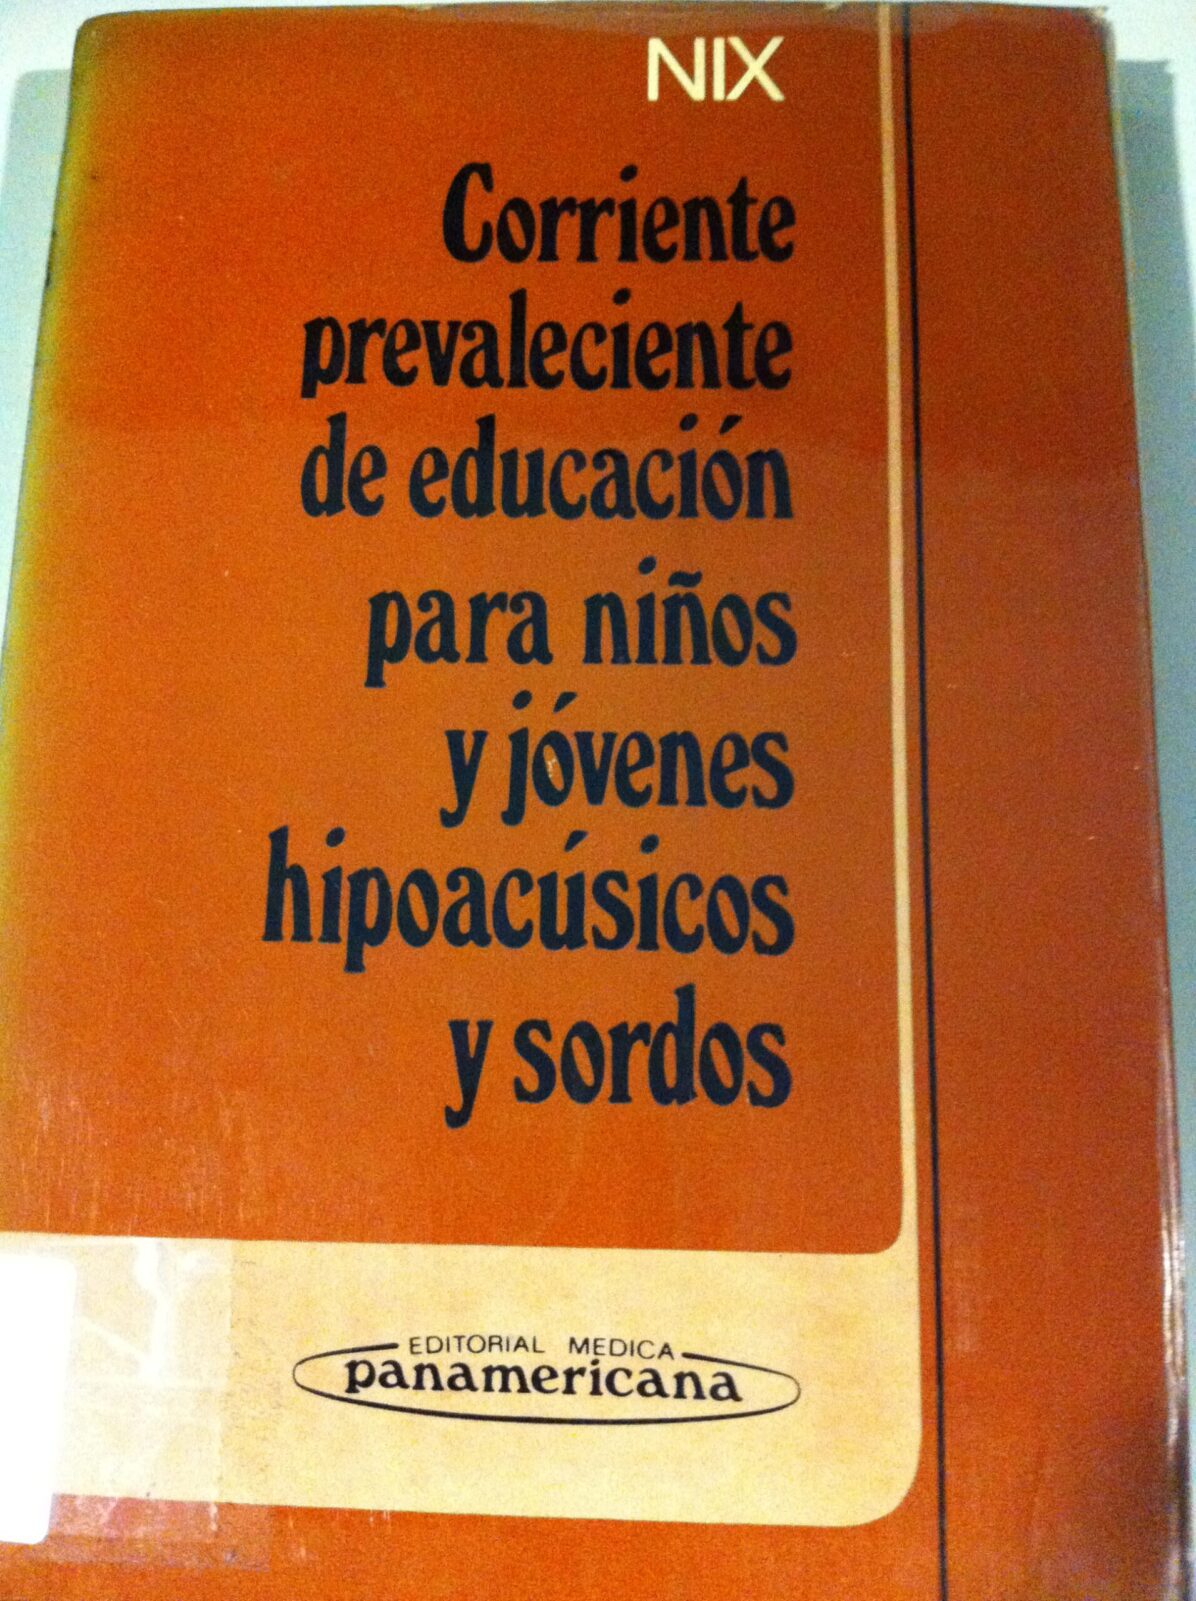 NIX
Corriente
prevaleciente
de educación
para niños
y jóvenes
hipoacúsicos
y sordos
EDITORIAL MEDICA
panamericana